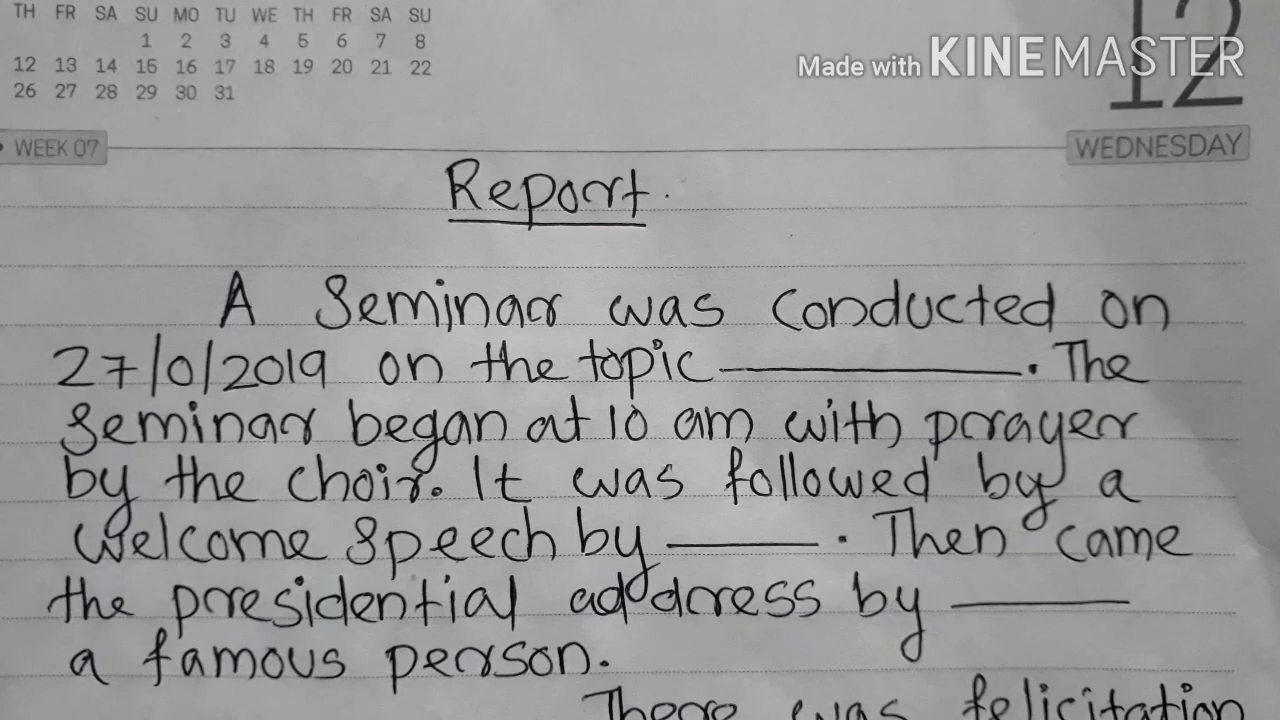 TH FR SA SU MO TU WE TH FR SA SU
1 2 3 4 5 6 7 8
12 13 14 15 16 17 18 19 20 21 22
26 27 28 29 30 31
Made with KINEMASTER
12
WEEK 07
WEDNESDAY
Report.
A Seminar was conducted on
27/0/2019 on the topic ______. The
Seminar began at 10 am with prayer
by the choir. It was followed by a
Welcome Speech by ____. Then came
the presidential adddress by ____
a famous person.
There was felicitation